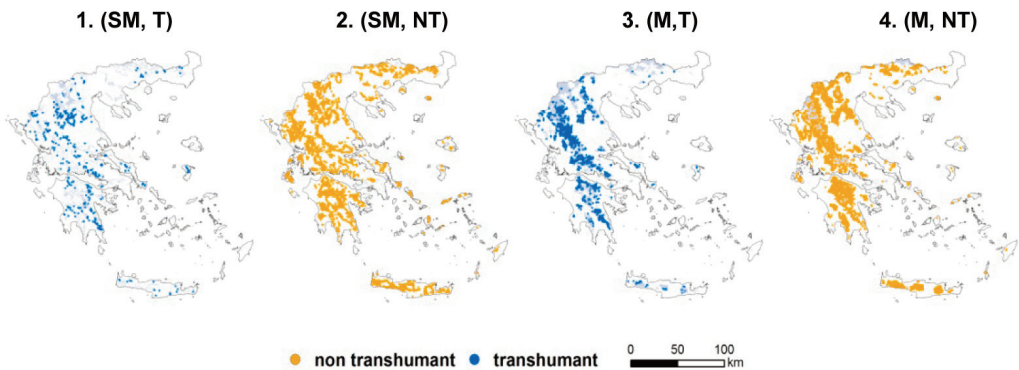 1. (SM, T) 2. (SM, NT) 3. (M,T) 4. (M, NT)
non transhumant transhumant 0 50 100 km